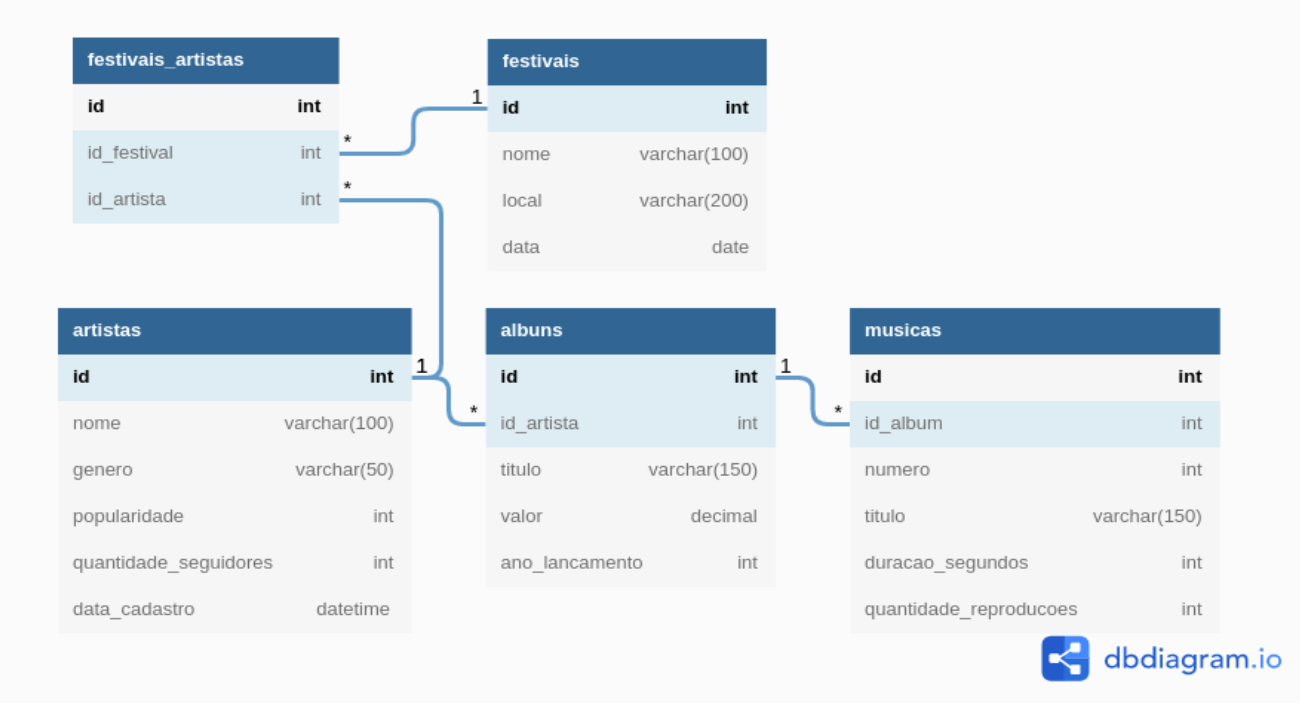 festivais_artistas
id int
id_festival int
id_artista int
festivais
id int
nome varchar(100)
local varchar(200)
data date
1
*
*
artistas
id int
nome varchar(100)
genero varchar(50)
popularidade int
quantidade_seguidores int
data_cadastro datetime
1
*
albuns
id int
id_artista int
titulo varchar(150)
valor decimal
ano_lancamento int
1
*
musicas
id int
id_album int
numero int
titulo varchar(150)
duracao_segundos int
quantidade_reproducoes int
dbdiagram.io